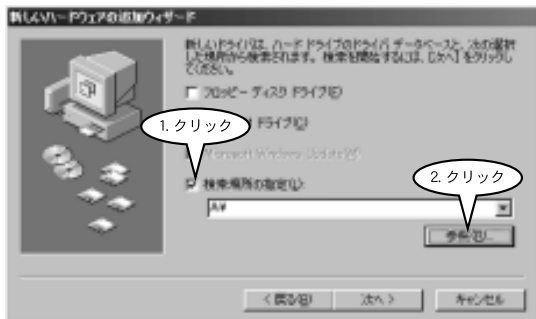 新しいハードウェアの追加ウィザード
新しいドライバは、ハード ドライブのドライバ データベースと、次の選択
した場所から検索されます。検索を開始するには、[次へ] をクリックし
てください。
フロッピー ディスク ドライブ(F)
ドライブ(C)
1. クリック
Microsoft Windows Update(M)
検索場所の指定(L):
2. クリック
A:¥
参照(R)...
< 戻る(B)
次へ >
キャンセル